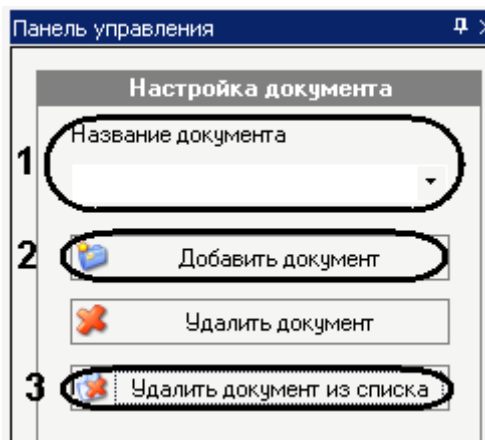 Панель управления
Настройка документа
Название документа
1
2 Добавить документ
Удалить документ
3 Удалить документ из списка